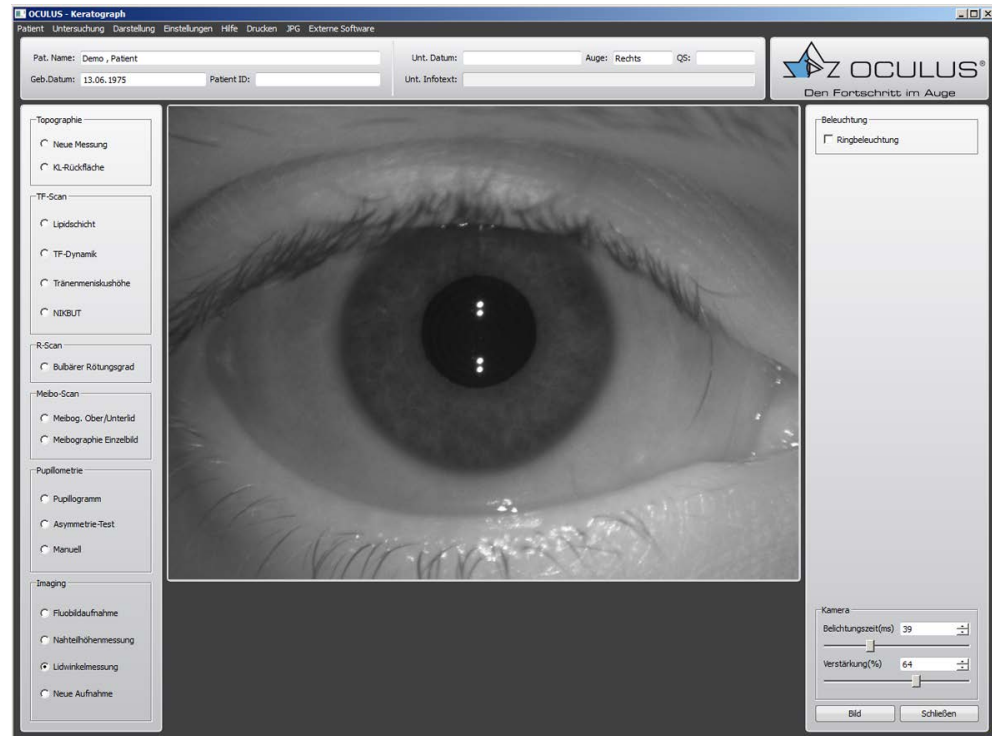 OCULUS - Keratograph
Patient Untersuchung Darstellung Einstellungen Hilfe Drucken JPG Externe Software
Pat. Name: Demo , Patient
Unt. Datum: Auge: Rechts QS:
Geb.Datum: 13.06.1975 Patient ID:
Unt. Infotext:
OCULUS®
Den Fortschritt im Auge
Topographie
Neue Messung
KL-Rückfläche
TF-Scan
Lipidschicht
TF-Dynamik
Tränenmeniskushöhe
NIKBUT
R-Scan
Bulbärer Rötungsgrad
Meibo-Scan
Meibog. Ober/Unterlid
Meibographie Einzelbild
Pupillometrie
Pupillogramm
Asymmetrie-Test
Manuell
Imaging
Fluobildaufnahme
Nahteilhöhenmessung
Lidwinkelmessung
Neue Aufnahme
Beleuchtung
Ringbeleuchtung
Kamera
Belichtungszeit(ms) 39
Verstärkung(%) 64
Bild Schließen